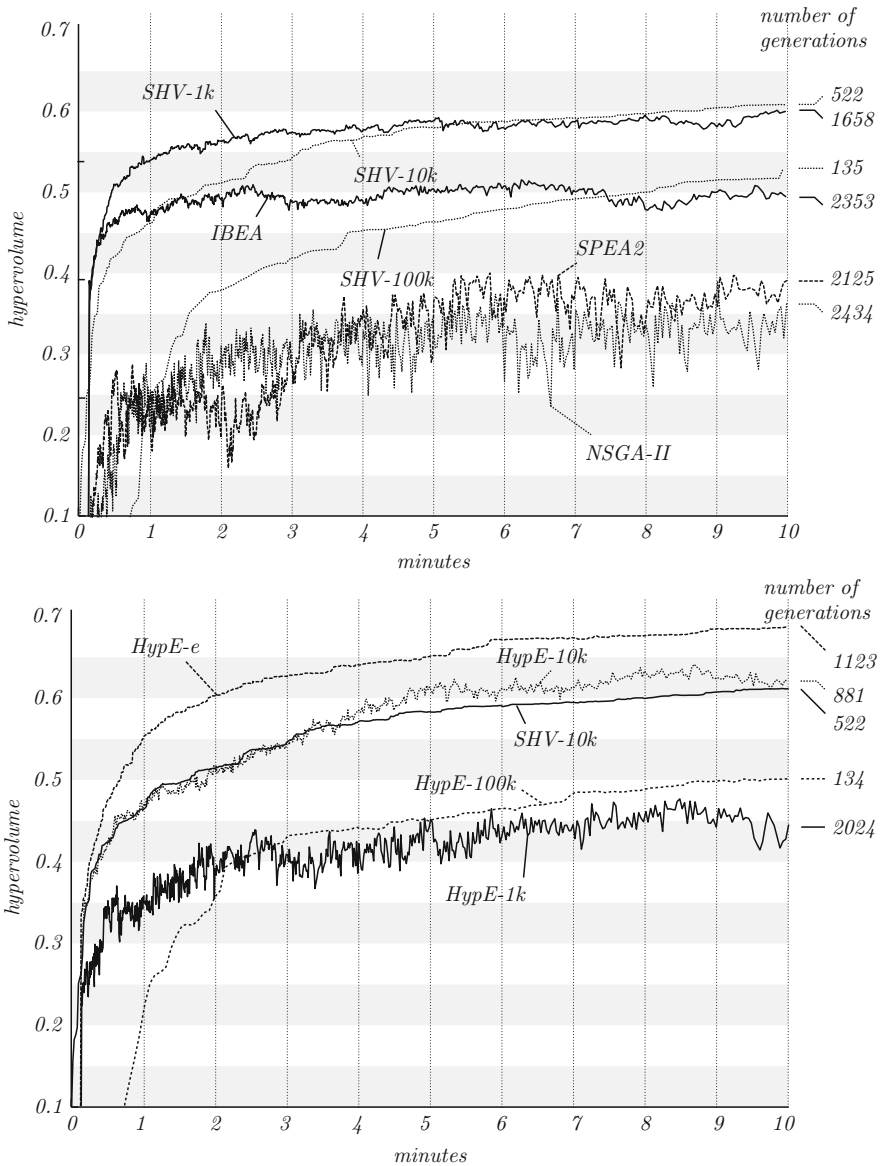 number of
generations
0.7
0.6
0.5
0.4
0.3
0.2
0.1
hypervolume
SHV-1k
SHV-10k
IBEA
SHV-100k
SPEA2
NSGA-II
522
1658
135
2353
2125
2434
0 1 2 3 4 5 6 7 8 9 10
minutes
number of
generations
0.7
0.6
0.5
0.4
0.3
0.2
0.1
hypervolume
HypE-e
HypE-10k
SHV-10k
HypE-100k
HypE-1k
1123
881
522
134
2024
0 1 2 3 4 5 6 7 8 9 10
minutes